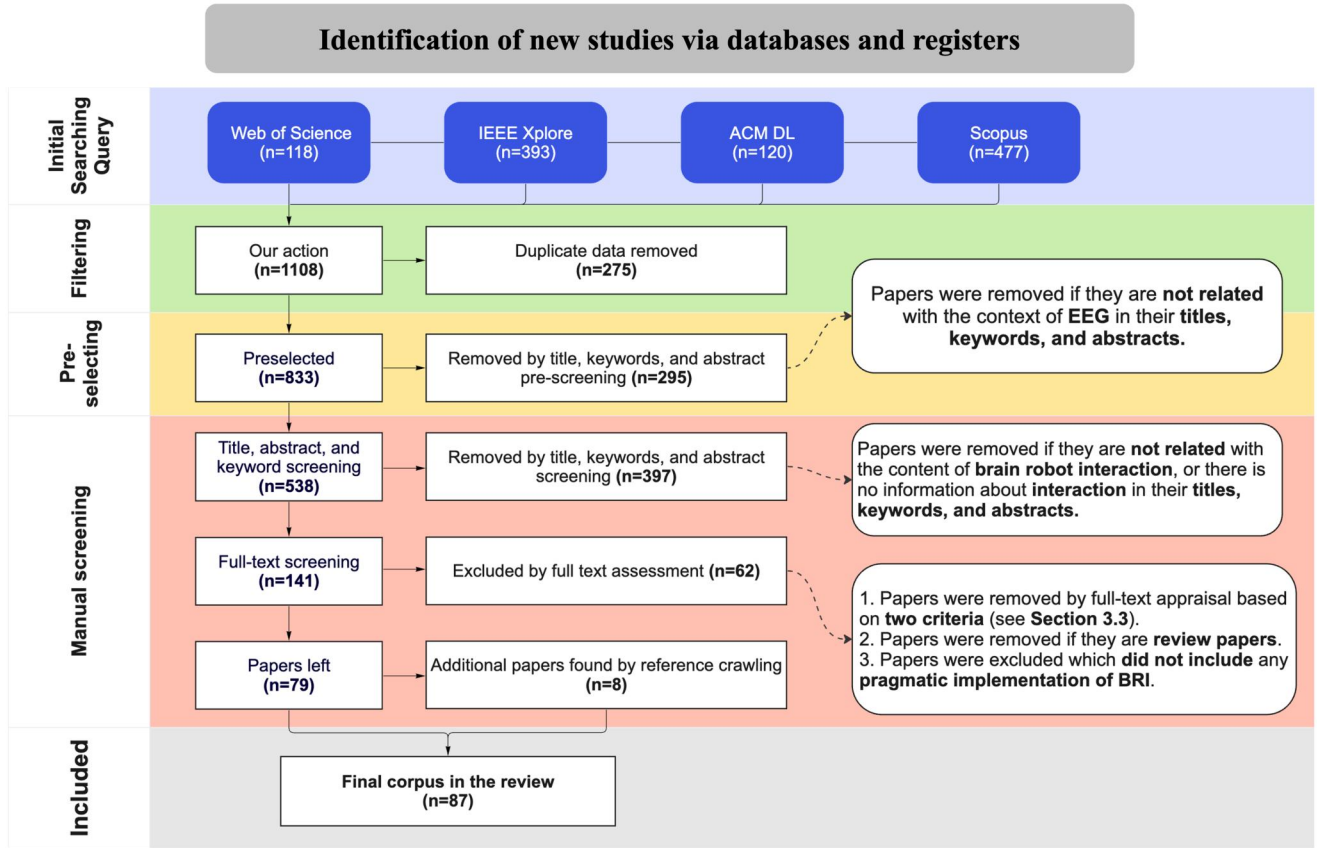 Identification of new studies via databases and registers
Initial
Searching
Query
Web of Science
(n=118)
IEEE Xplore
(n=393)
ACM DL
(n=120)
Scopus
(n=477)
Filtering
Our action
(n=1108)
Duplicate data removed
(n=275)
Papers were removed if they are not related
with the context of EEG in their titles,
keywords, and abstracts.
Pre-
selecting
Preselected
(n=833)
Removed by title, keywords, and abstract
pre-screening (n=295)
Manual screening
Title, abstract, and
keyword screening
(n=538)
Removed by title, keywords, and abstract
screening (n=397)
Papers were removed if they are not related with
the content of brain robot interaction, or there is
no information about interaction in their titles,
keywords, and abstracts.
Full-text screening
(n=141)
Excluded by full text assessment (n=62)
1. Papers were removed by full-text appraisal based
on two criteria (see Section 3.3).
2. Papers were removed if they are review papers.
3. Papers were excluded which did not include any
pragmatic implementation of BRI.
Papers left
(n=79)
Additional papers found by reference crawling
(n=8)
Included
Final corpus in the review
(n=87)